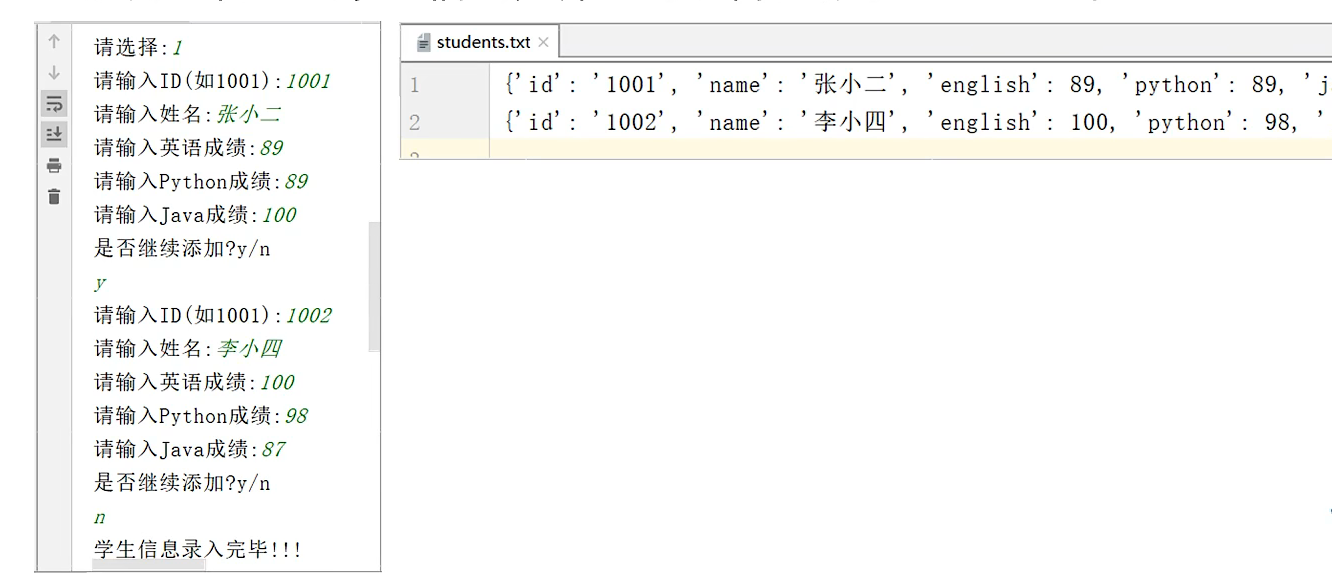 请选择:1
请输入ID(如1001):1001
请输入姓名:张小二
请输入英语成绩:89
请输入Python成绩:89
请输入Java成绩:100
是否继续添加?y/n
y
请输入ID(如1001):1002
请输入姓名:李小四
请输入英语成绩:100
请输入Python成绩:98
请输入Java成绩:87
是否继续添加?y/n
n
学生信息录入完毕!!!
students.txt
1 {'id': '1001', 'name': '张小二', 'english': 89, 'python': 89, 'j
2 {'id': '1002', 'name': '李小四', 'english': 100, 'python': 98, '